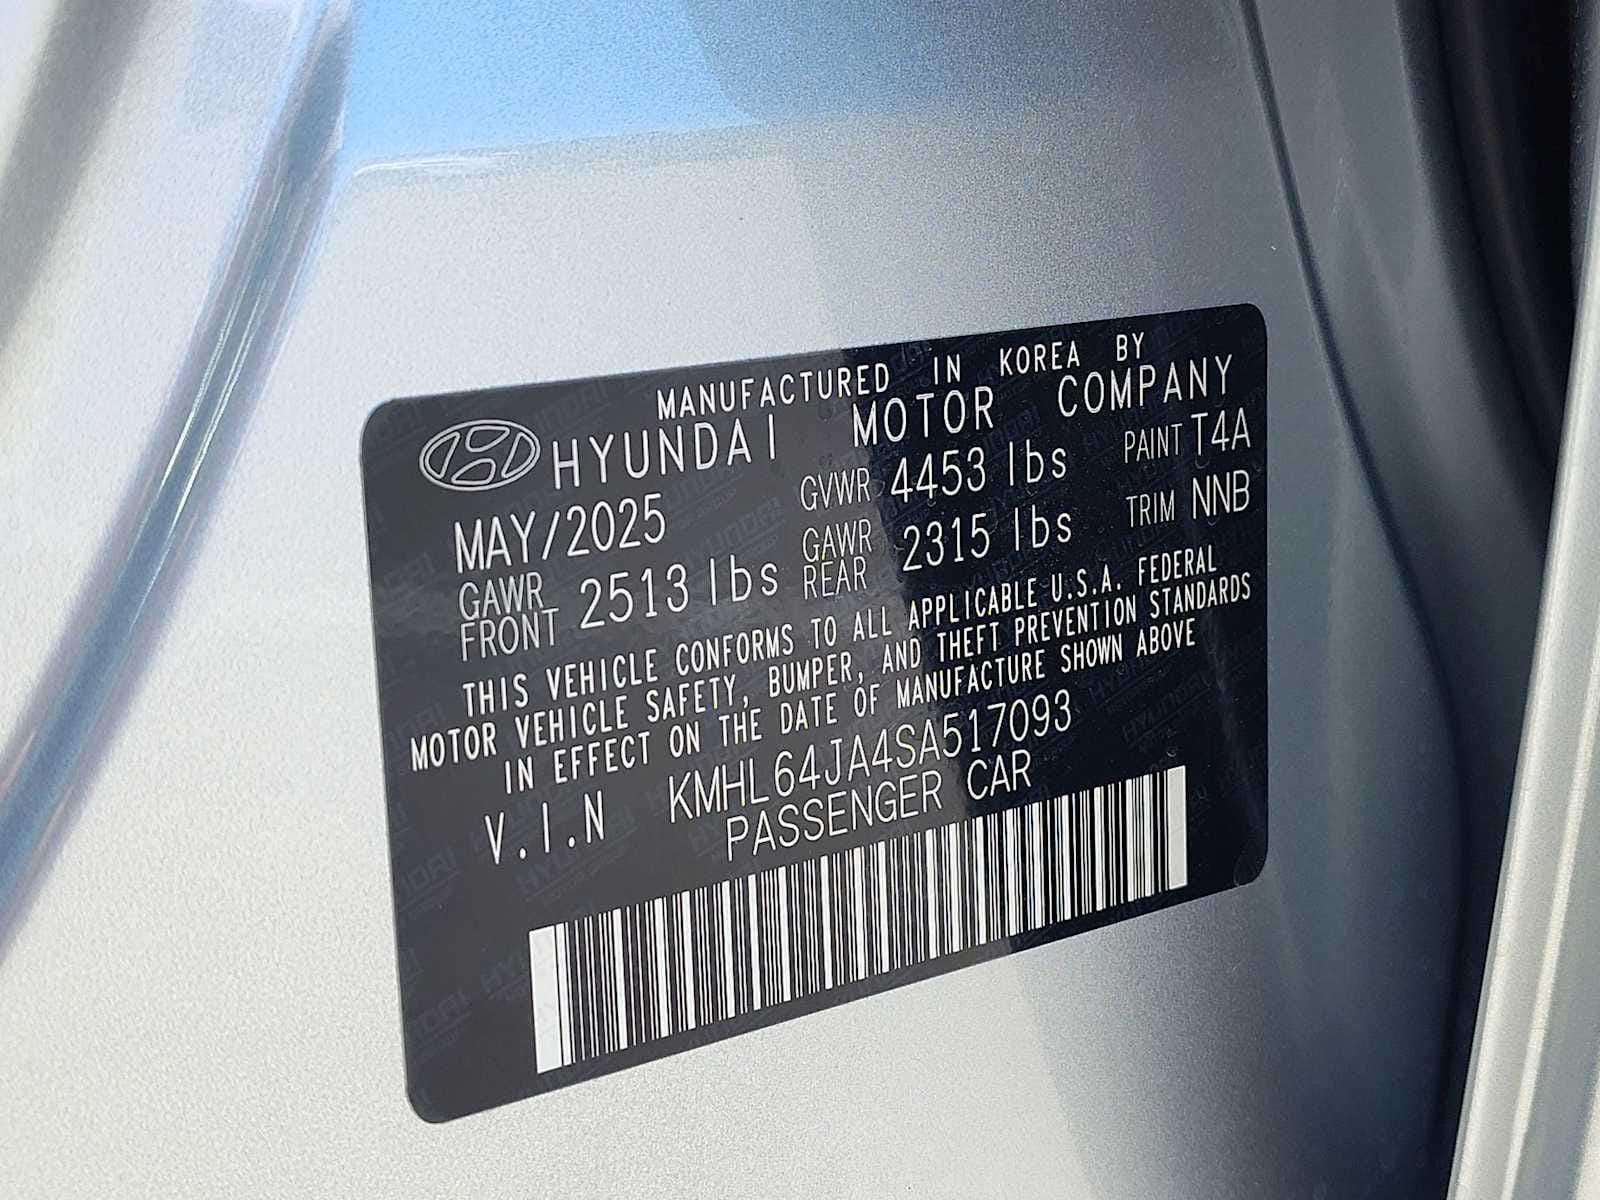 MANUFACTURED IN KOREA BY
HYUNDAI MOTOR COMPANY
MAY/2025 GVWR 4453 lbs PAINT T4A
GAWR FRONT 2513 lbs GAWR REAR 2315 lbs TRIM NNB
THIS VEHICLE CONFORMS TO ALL APPLICABLE U.S.A. FEDERAL
MOTOR VEHICLE SAFETY, BUMPER, AND THEFT PREVENTION STANDARDS
IN EFFECT ON THE DATE OF MANUFACTURE SHOWN ABOVE
V.I.N KMHL64JA4SA517093
PASSENGER CAR